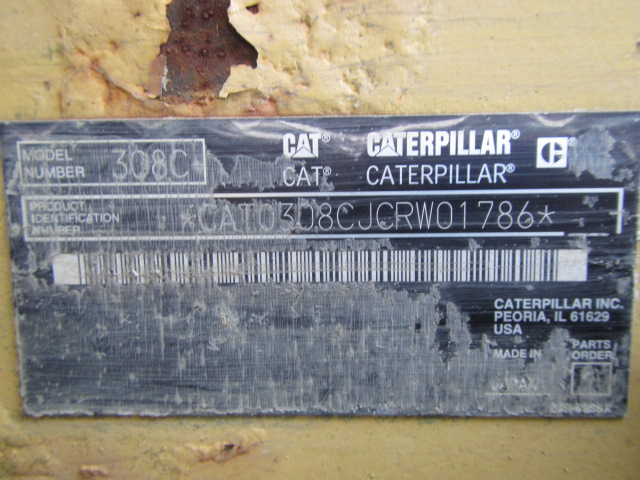 MODEL NUMBER 308C
CAT® CATERPILLAR® C
CAT® CATERPILLAR®
PRODUCT IDENTIFICATION NUMBER *CAT0308CJCRW01786*
CATERPILLAR INC.
PEORIA, IL 61629
USA
MADE IN PARTS ORDER
JAPAN